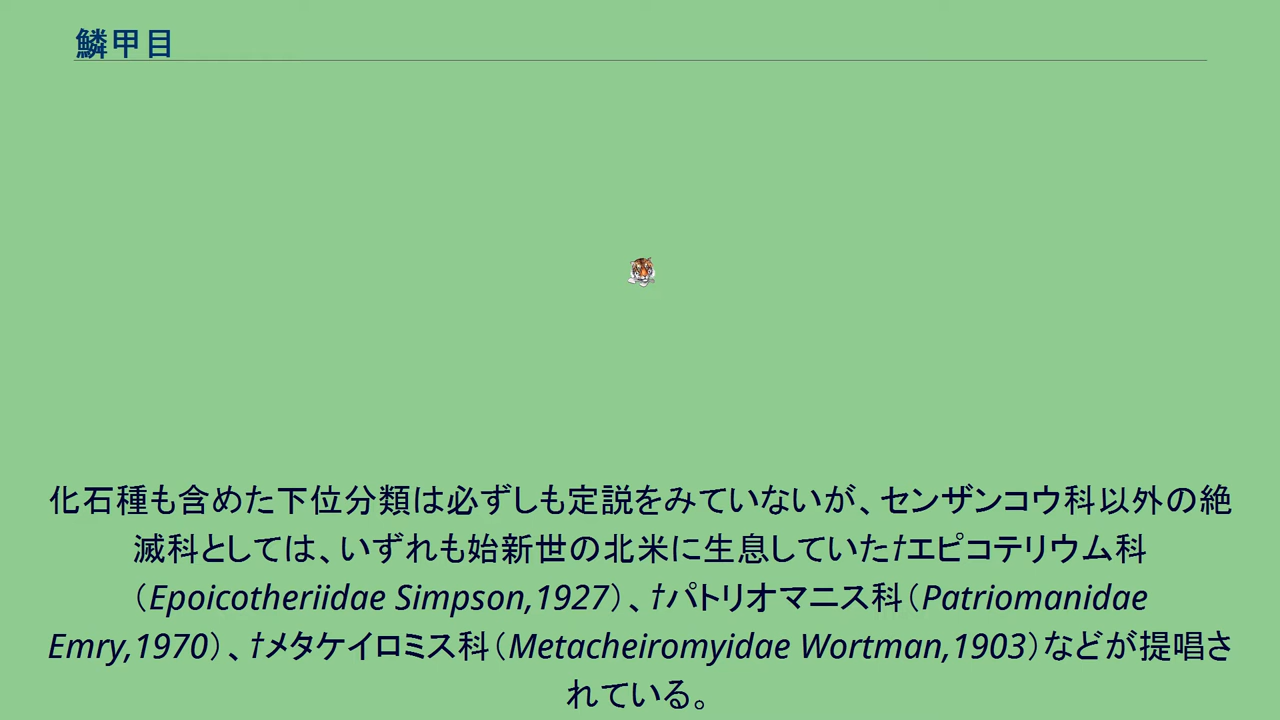 鱗甲目
化石種も含めた下位分類は必ずしも定説をみていないが、センザンコウ科以外の絶
滅科としては、いずれも始新世の北米に生息していた†エピコテリウム科
（Epoicotheriidae Simpson,1927）、†パトリオマニス科（Patriomanidae
Emry,1970）、†メタケイロミス科（Metacheiromyidae Wortman,1903）などが提唱さ
れている。